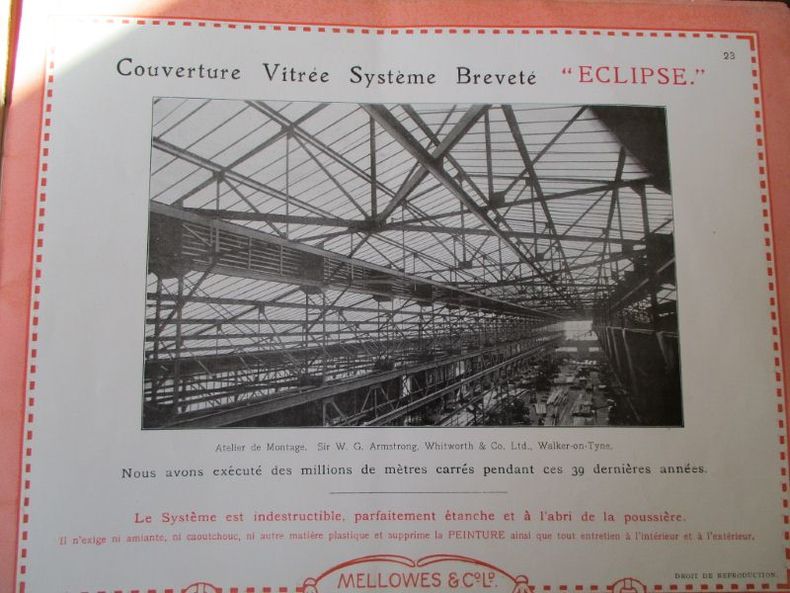 23
Couverture Vitrée Système Breveté "ECLIPSE."
Atelier de Montage. Sir W. G. Armstrong, Whitworth & Co. Ltd., Walker-on-Tyne.
Nous avons exécuté des millions de mètres carrés pendant ces 39 dernières années.
Le Système est indestructible, parfaitement étanche et à l'abri de la poussière.
Il n'exige ni amiante, ni caoutchouc, ni autre matière plastique et supprime la PEINTURE ainsi que tout entretien à l'intérieur et à l'extérieur.
MELLOWES & Co LD.
DROIT DE REPRODUCTION.